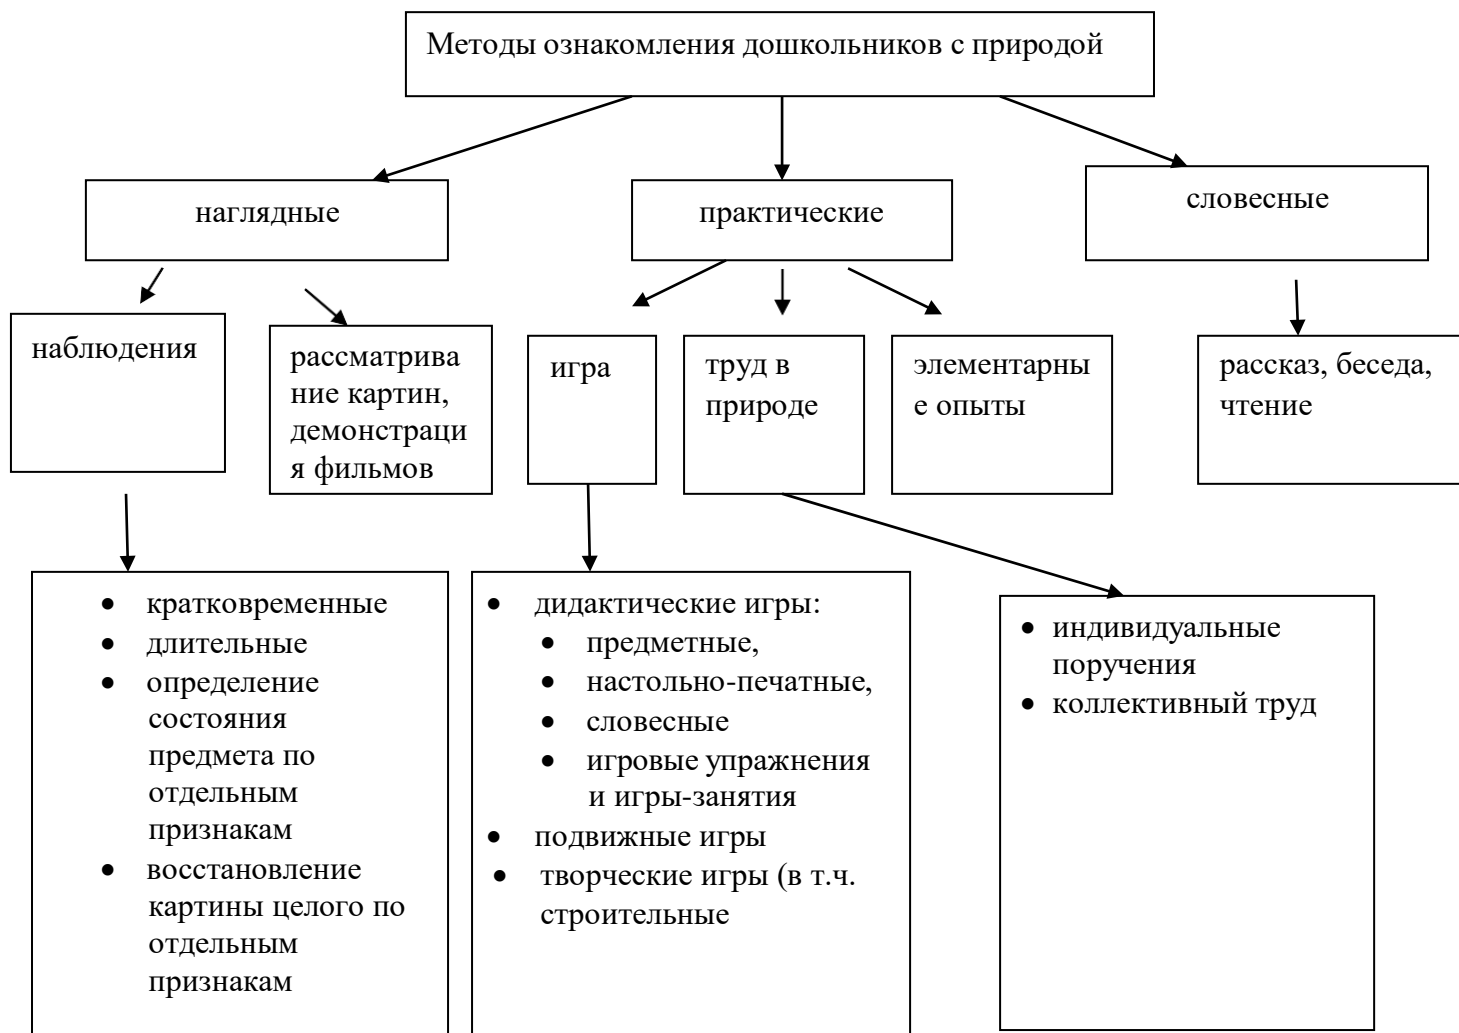 Методы ознакомления дошкольников с природой
наглядные
практические
словесные
наблюдения
рассматрива
ние картин,
демонстраци
я фильмов
игра
труд в
природе
элементарны
е опыты
рассказ, беседа,
чтение
• кратковременные
• длительные
• определение
состояния
предмета по
отдельным
признакам
• восстановление
картины целого по
отдельным
признакам
• дидактические игры:
• предметные,
• настольно-печатные,
• словесные
• игровые упражнения
и игры-занятия
• подвижные игры
• творческие игры (в т.ч.
строительные
• индивидуальные
поручения
• коллективный труд